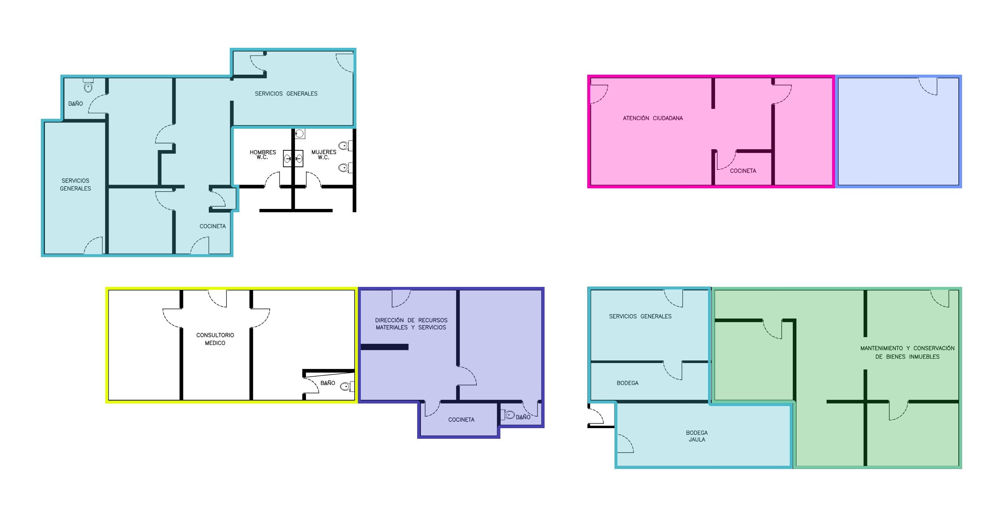 SERVICIOS GENERALES
BAÑO
HOMBRES
W.C.
MUJERES
W.C.
SERVICIOS
GENERALES
COCINETA
ATENCIÓN CIUDADANA
COCINETA
CONSULTORIO
MEDICO
BAÑO
DIRECCIÓN DE RECURSOS
MATERIALES Y SERVICIOS
COCINETA
BAÑO
SERVICIOS GENERALES
BODEGA
BODEGA
JAULA
MANTENIMIENTO Y CONSERVACIÓN
DE BIENES INMUEBLES